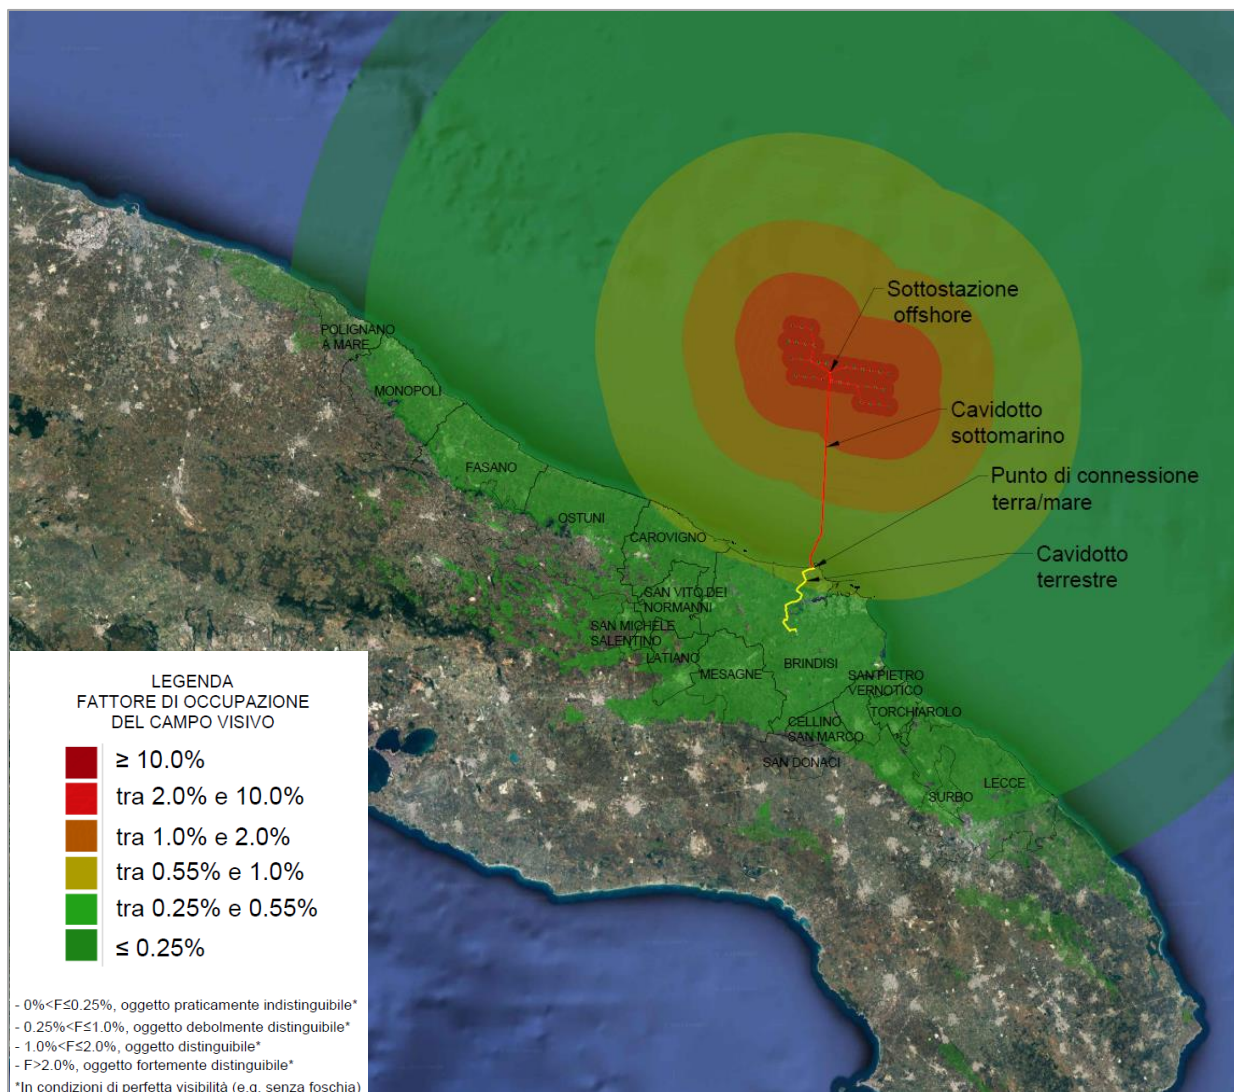 Sottostazione
offshore
POLIGNANO
A MARE
MONOPOLI
Cavidotto
sottomarino
FASANO
Punto di connessione
terra/mare
OSTUNI
CAROVIGNO
Cavidotto
terrestre
SAN VITO DEI
NORMANNI
SAN MICHELE
SALENTINO
LATIANO
MESAGNE
BRINDISI
SAN PIETRO
VERNOTICO
TORCHIAROLO
CELLINO
SAN MARCO
SAN DONACI
LECCE
SURBO
LEGENDA
FATTORE DI OCCUPAZIONE
DEL CAMPO VISIVO
≥ 10.0%
tra 2.0% e 10.0%
tra 1.0% e 2.0%
tra 0.55% e 1.0%
tra 0.25% e 0.55%
≤ 0.25%
- 0%<F≤0.25%, oggetto praticamente indistinguibile*
- 0.25%<F≤1.0%, oggetto debolmente distinguibile*
- 1.0%<F≤2.0%, oggetto distinguibile*
- F>2.0%, oggetto fortemente distinguibile*
*In condizioni di perfetta visibilità (e.g. senza foschia)